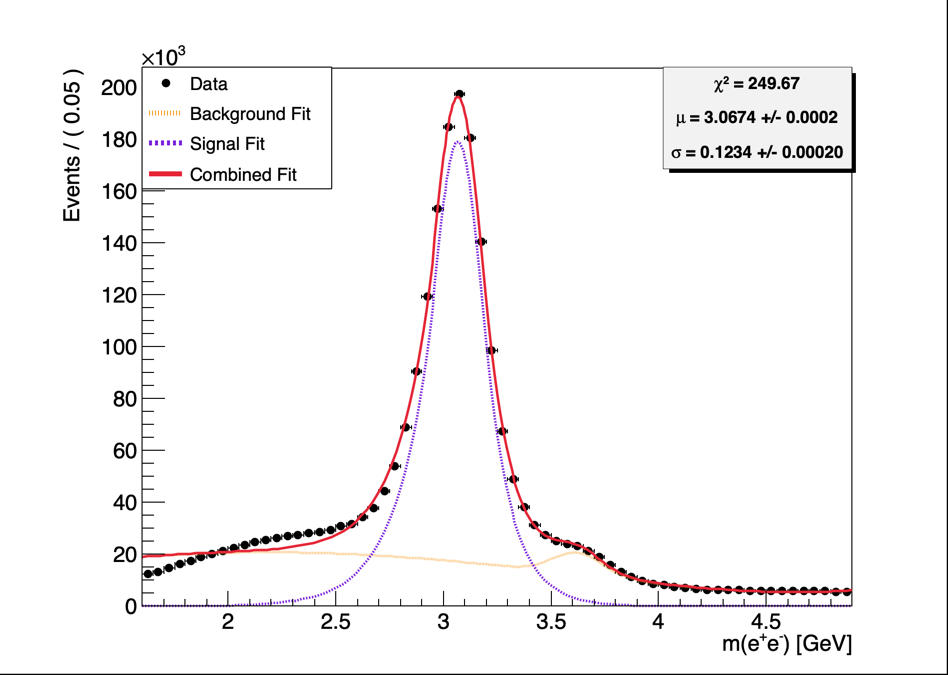 ×10³
Events / ( 0.05 )
200
180
160
140
120
100
80
60
40
20
0
Data
Background Fit
Signal Fit
Combined Fit
χ² = 249.67
μ = 3.0674 +/- 0.0002
σ = 0.1234 +/- 0.00020
2 2.5 3 3.5 4 4.5
m(e⁺e⁻) [GeV]